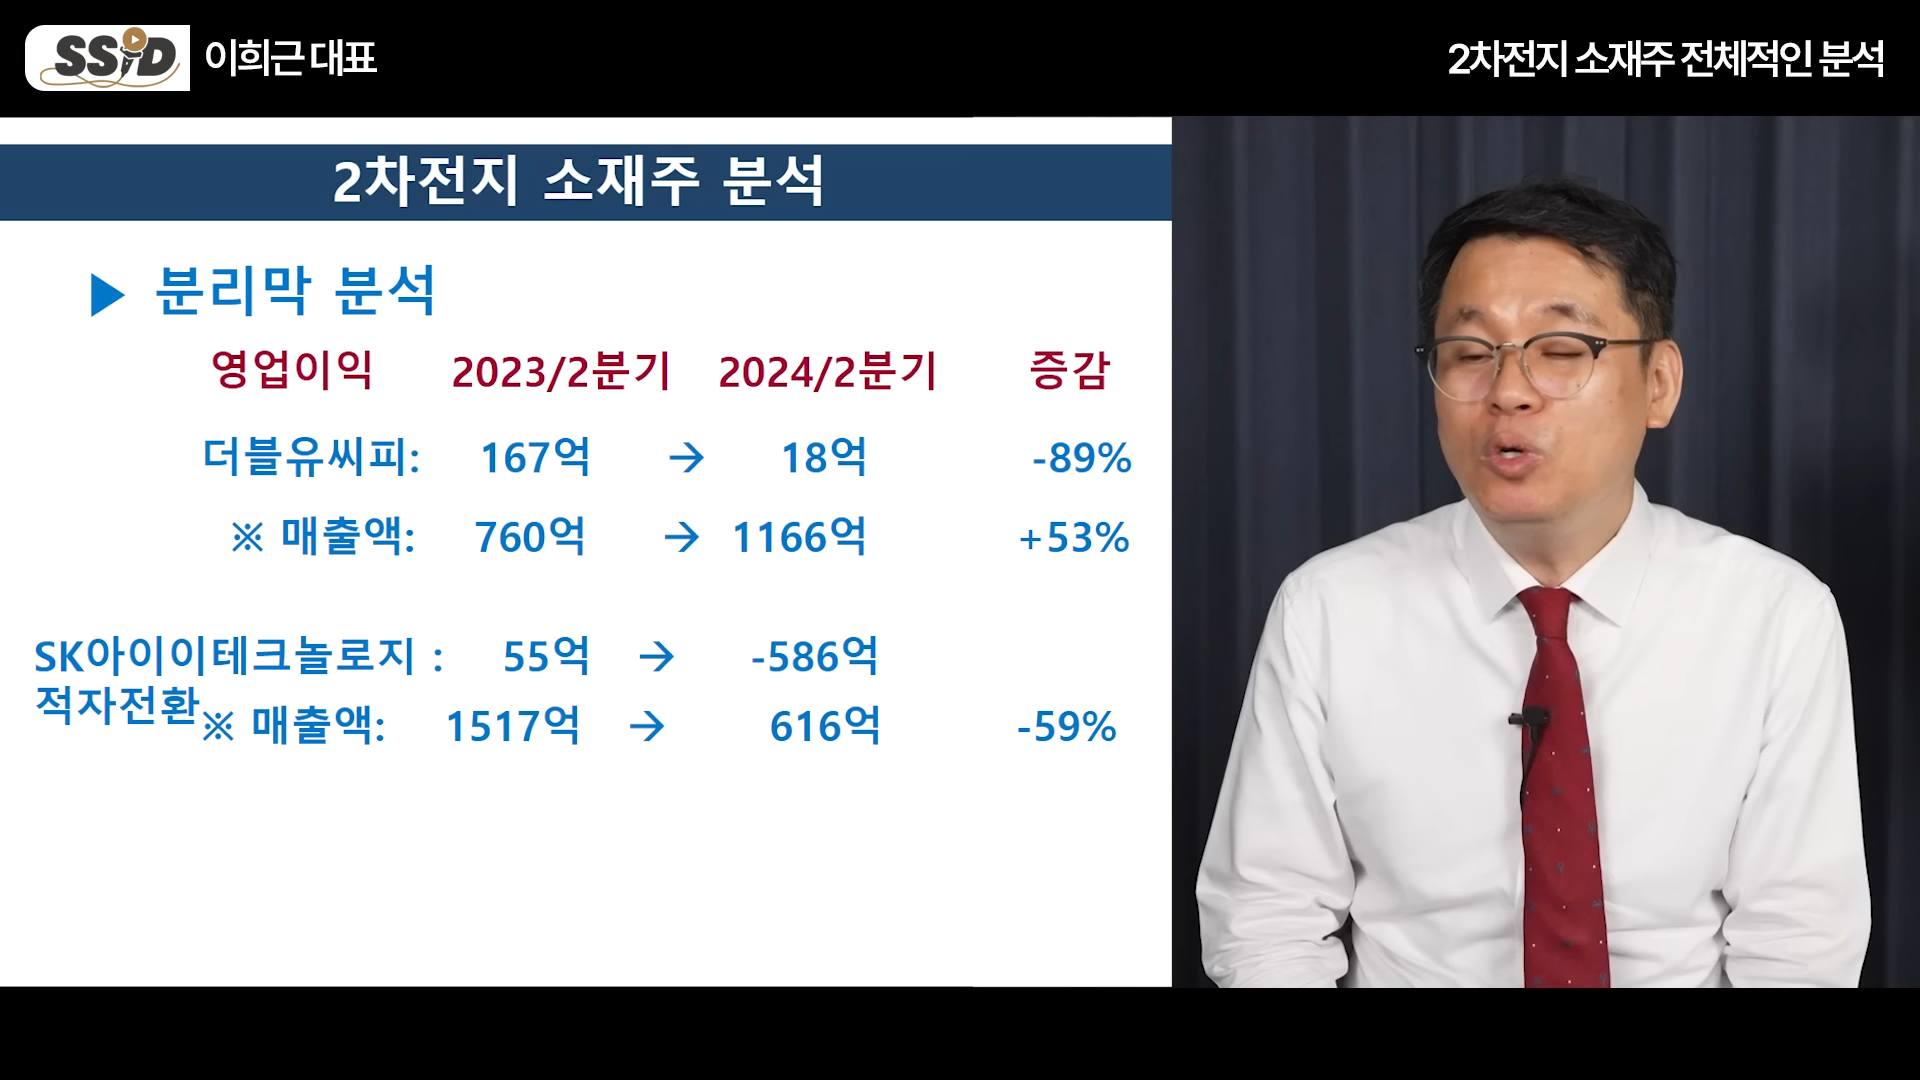 SSiD 이희근 대표
2차전지 소재주 전체적인 분석
2차전지 소재주 분석
▶ 분리막 분석
영업이익 2023/2분기 2024/2분기 증감
더블유씨피: 167억 → 18억 -89%
※ 매출액: 760억 → 1166억 +53%
SK아이이테크놀로지 : 55억 → -586억
적자전환
※ 매출액: 1517억 → 616억 -59%